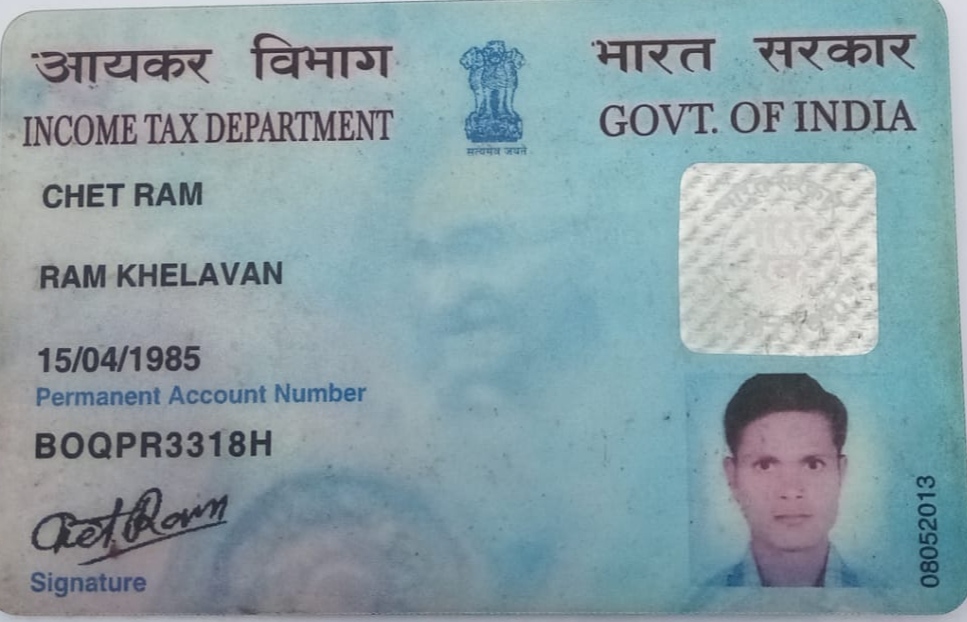 आयकर विभाग
INCOME TAX DEPARTMENT
भारत सरकार
GOVT. OF INDIA
सत्यमेव जयते
CHET RAM
RAM KHELAVAN
15/04/1985
Permanent Account Number
BOQPR3318H
Chet Ram
Signature
08052013